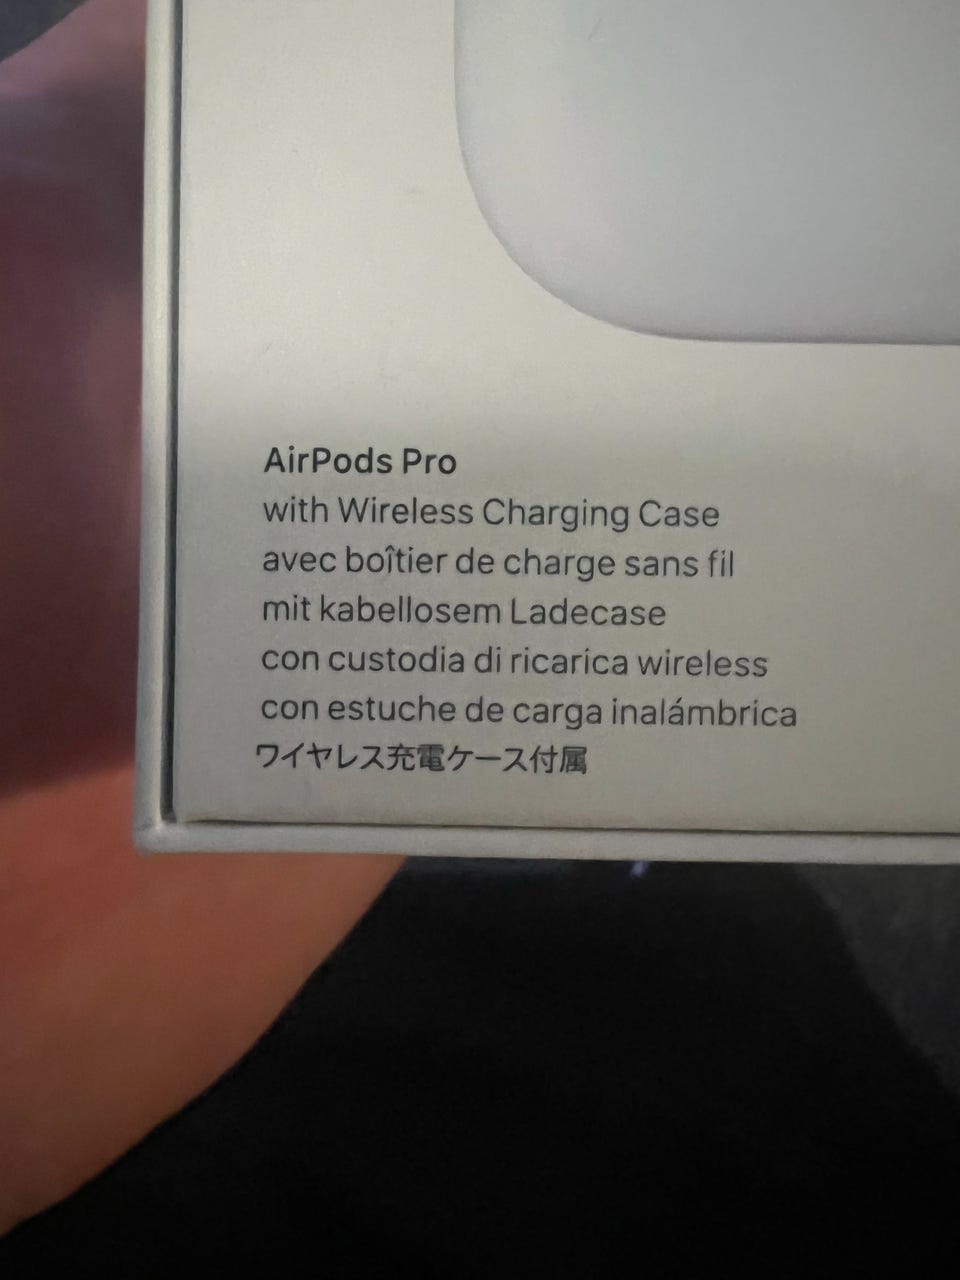 AirPods Pro
with Wireless Charging Case
avec boîtier de charge sans fil
mit kabellosem Ladecase
con custodia di ricarica wireless
con estuche de carga inalámbrica
ワイヤレス充電ケース付属